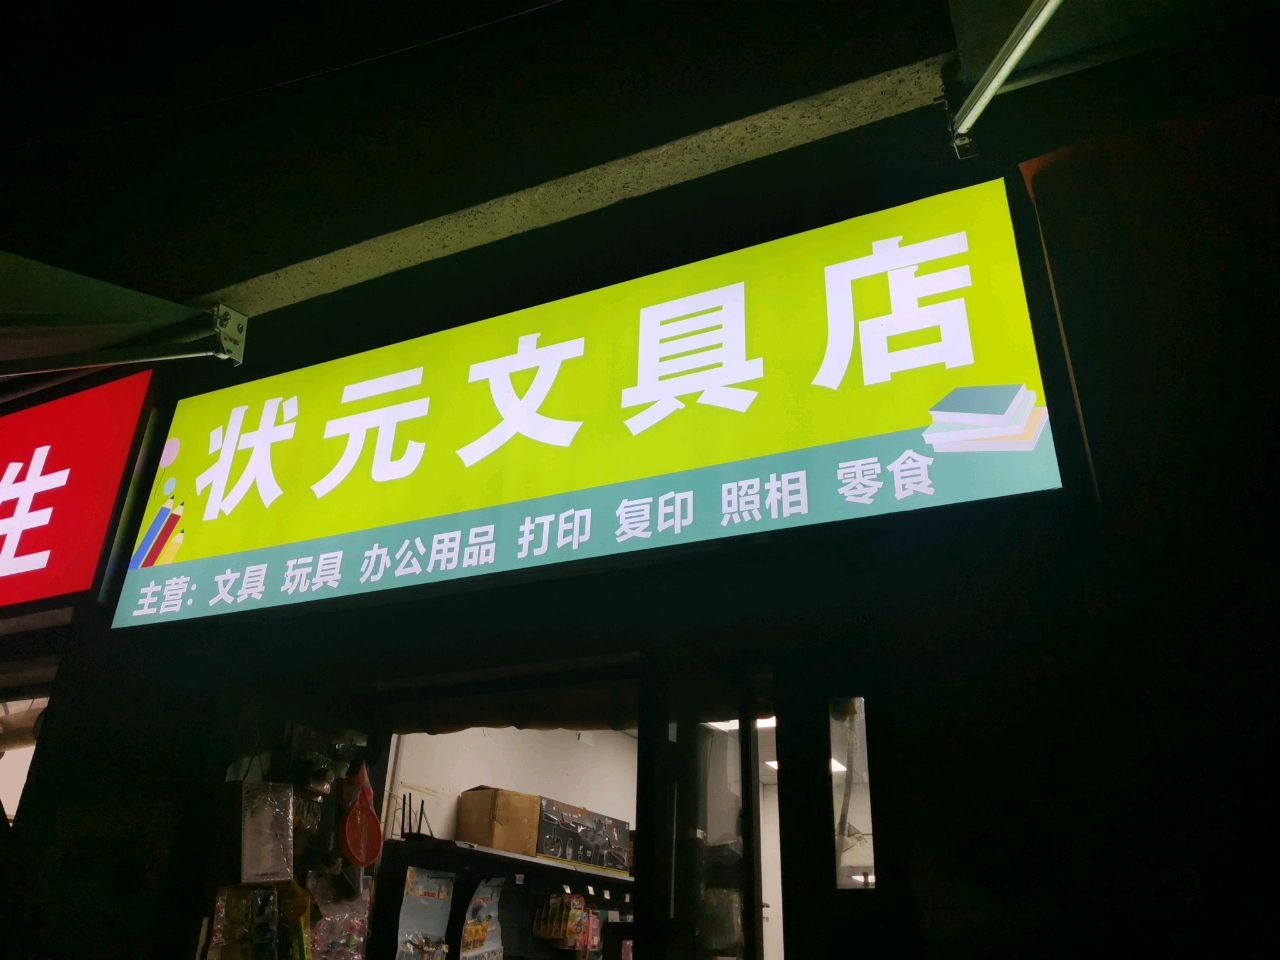 状元文具店
主营：文具 玩具 办公用品 打印 复印 照相 零食
生